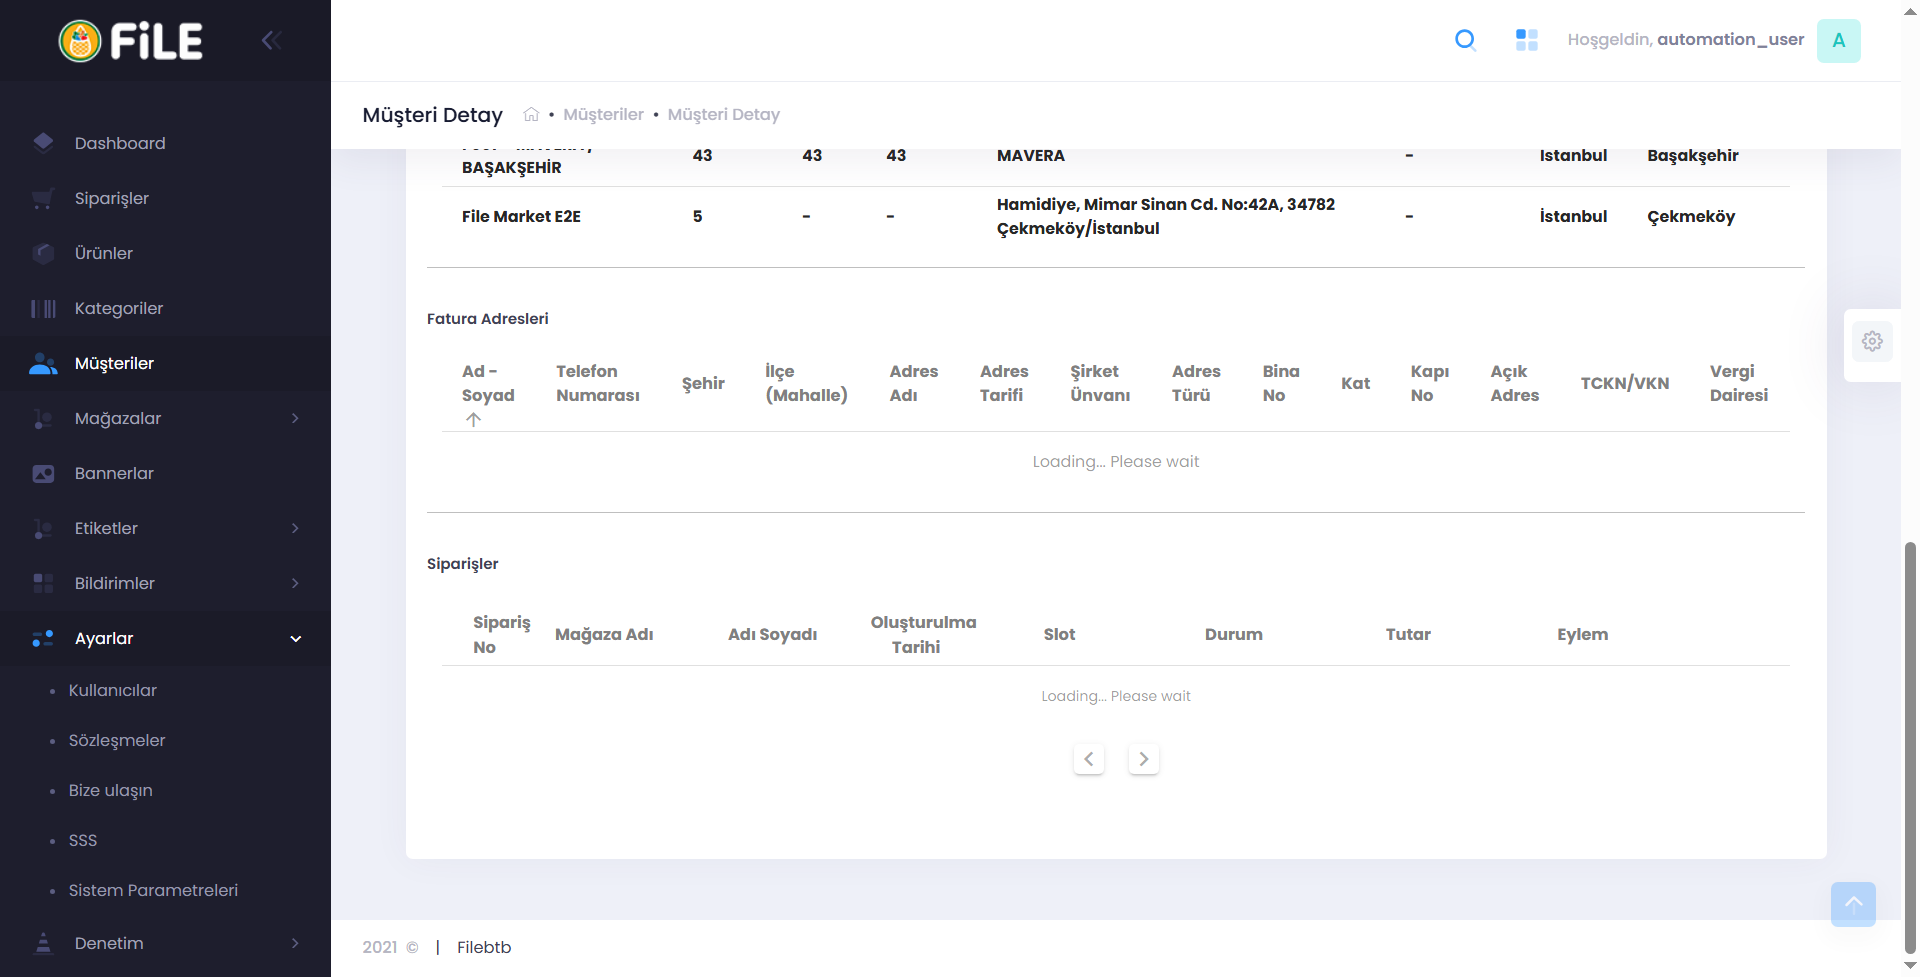 FiLE
Hoşgeldin, automation_user
A
Müşteri Detay
• Müşteriler • Müşteri Detay
Dashboard
Siparişler
Ürünler
Kategoriler
Müşteriler
Mağazalar
Bannerlar
Etiketler
Bildirimler
Ayarlar
Kullanıcılar
Sözleşmeler
Bize ulaşın
SSS
Sistem Parametreleri
Denetim
BAŞAKŞEHİR
43
43
43
MAVERA
-
İstanbul
Başakşehir
File Market E2E
5
-
-
Hamidiye, Mimar Sinan Cd. No:42A, 34782
Çekmeköy/İstanbul
-
İstanbul
Çekmeköy
Fatura Adresleri
Ad -
Soyad
Telefon
Numarası
Şehir
İlçe
(Mahalle)
Adres
Adı
Adres
Tarifi
Şirket
Ünvanı
Adres
Türü
Bina
No
Kat
Kapı
No
Açık
Adres
TCKN/VKN
Vergi
Dairesi
Loading... Please wait
Siparişler
Sipariş
No
Mağaza Adı
Adı Soyadı
Oluşturulma
Tarihi
Slot
Durum
Tutar
Eylem
Loading... Please wait
2021 © | Filebtb